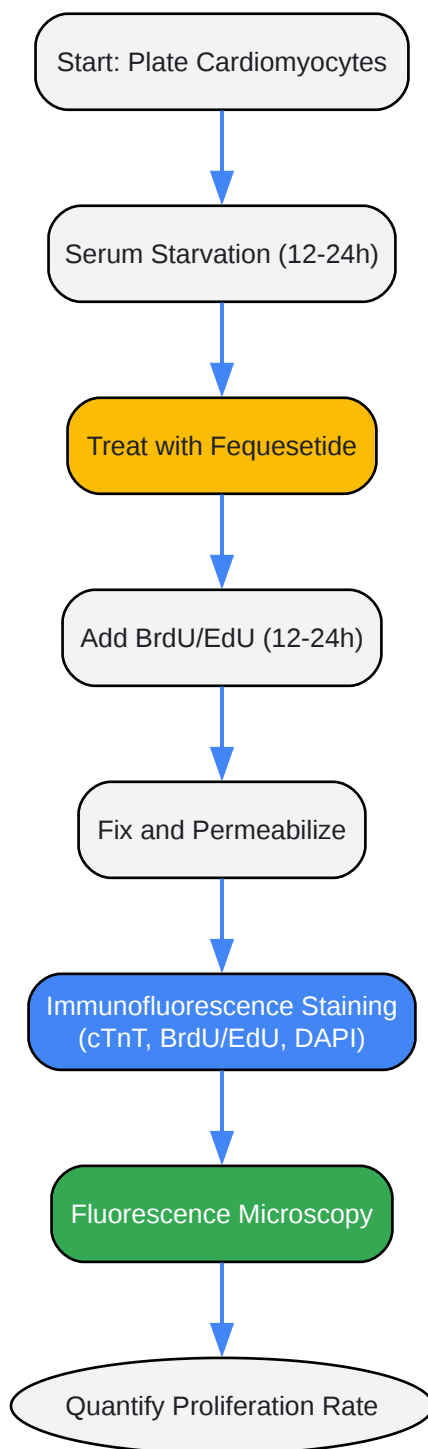 Start: Plate Cardiomyocytes
Serum Starvation (12-24h)
Treat with Fequesetide
Add BrdU/EdU (12-24h)
Fix and Permeabilize
Immunofluorescence Staining
(cTnT, BrdU/EdU, DAPI)
Fluorescence Microscopy
Quantify Proliferation Rate